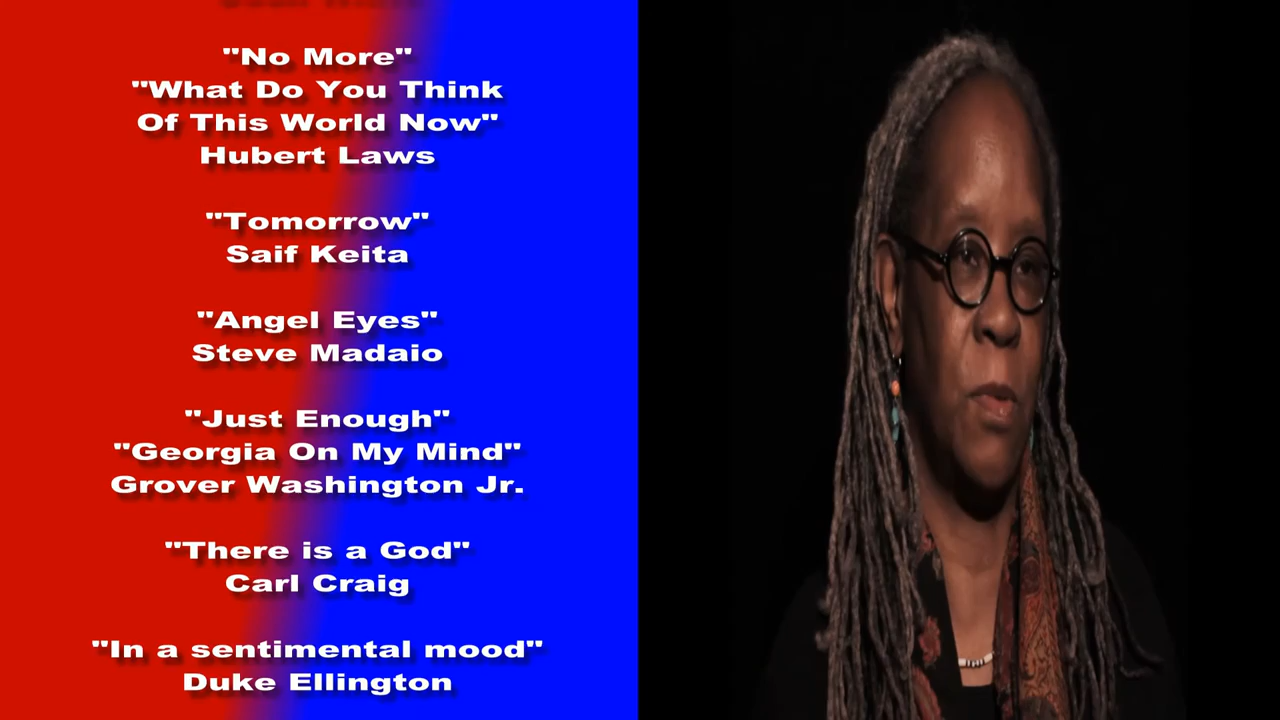 "No More"
"What Do You Think
Of This World Now"
Hubert Laws
"Tomorrow"
Saif Keita
"Angel Eyes"
Steve Madaio
"Just Enough"
"Georgia On My Mind"
Grover Washington Jr.
"There is a God"
Carl Craig
"In a sentimental mood"
Duke Ellington